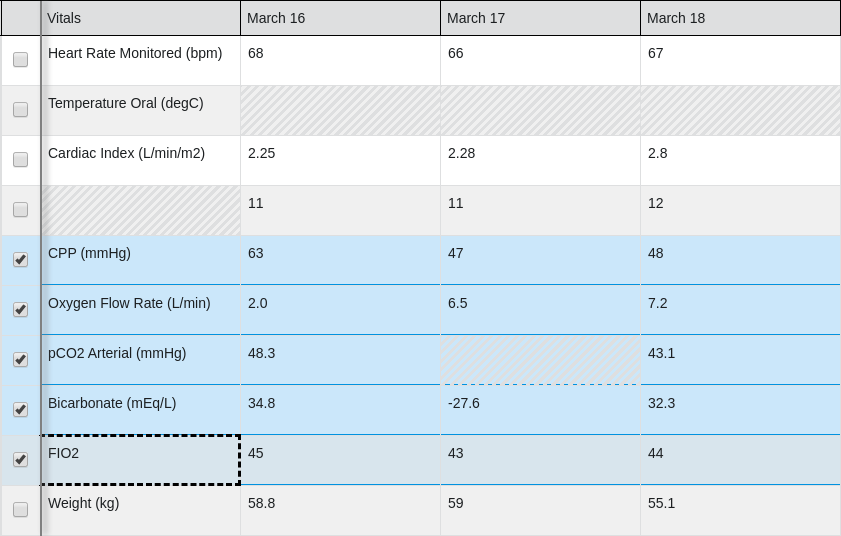 Vitals March 16 March 17 March 18
Heart Rate Monitored (bpm) 68 66 67
Temperature Oral (degC)
Cardiac Index (L/min/m2) 2.25 2.28 2.8
11 11 12
CPP (mmHg) 63 47 48
Oxygen Flow Rate (L/min) 2.0 6.5 7.2
pCO2 Arterial (mmHg) 48.3 43.1
Bicarbonate (mEq/L) 34.8 -27.6 32.3
FIO2 45 43 44
Weight (kg) 58.8 59 55.1